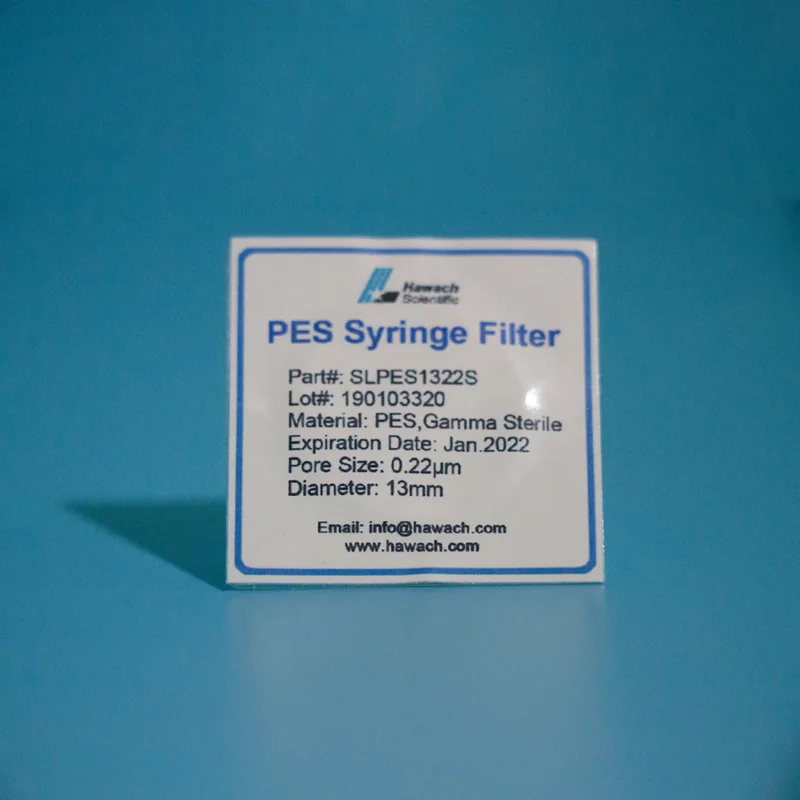 Hawach
Scientific
PES Syringe Filter
Part#: SLPES1322S
Lot#: 190103320
Material: PES,Gamma Sterile
Expiration Date: Jan.2022
Pore Size: 0.22µm
Diameter: 13mm
Email: info@hawach.com
www.hawach.com